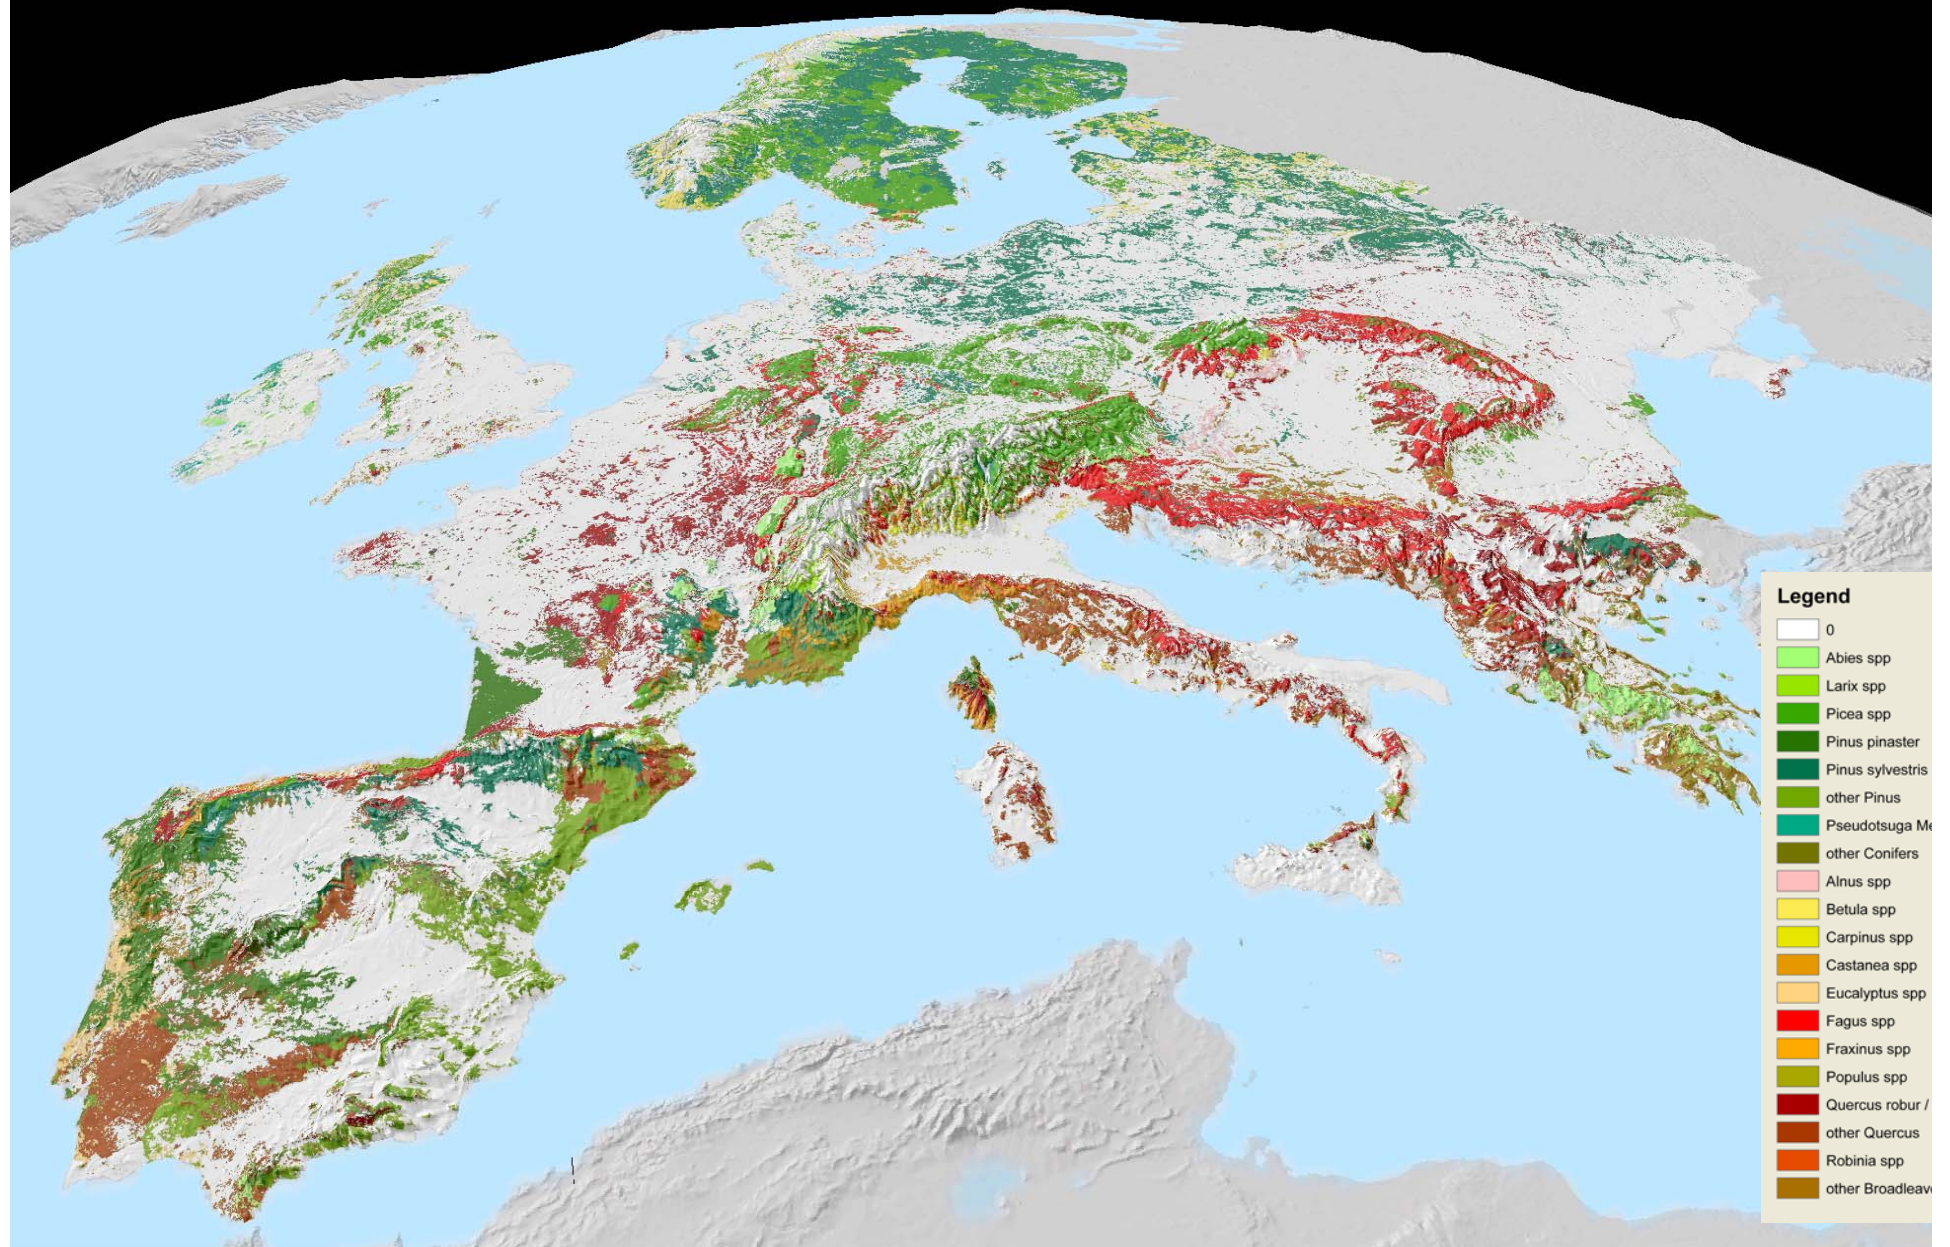 Legend
0
Abies spp
Larix spp
Picea spp
Pinus pinaster
Pinus sylvestris
other Pinus
Pseudotsuga Me
other Conifers
Alnus spp
Betula spp
Carpinus spp
Castanea spp
Eucalyptus spp
Fagus spp
Fraxinus spp
Populus spp
Quercus robur /
other Quercus
Robinia spp
other Broadleav